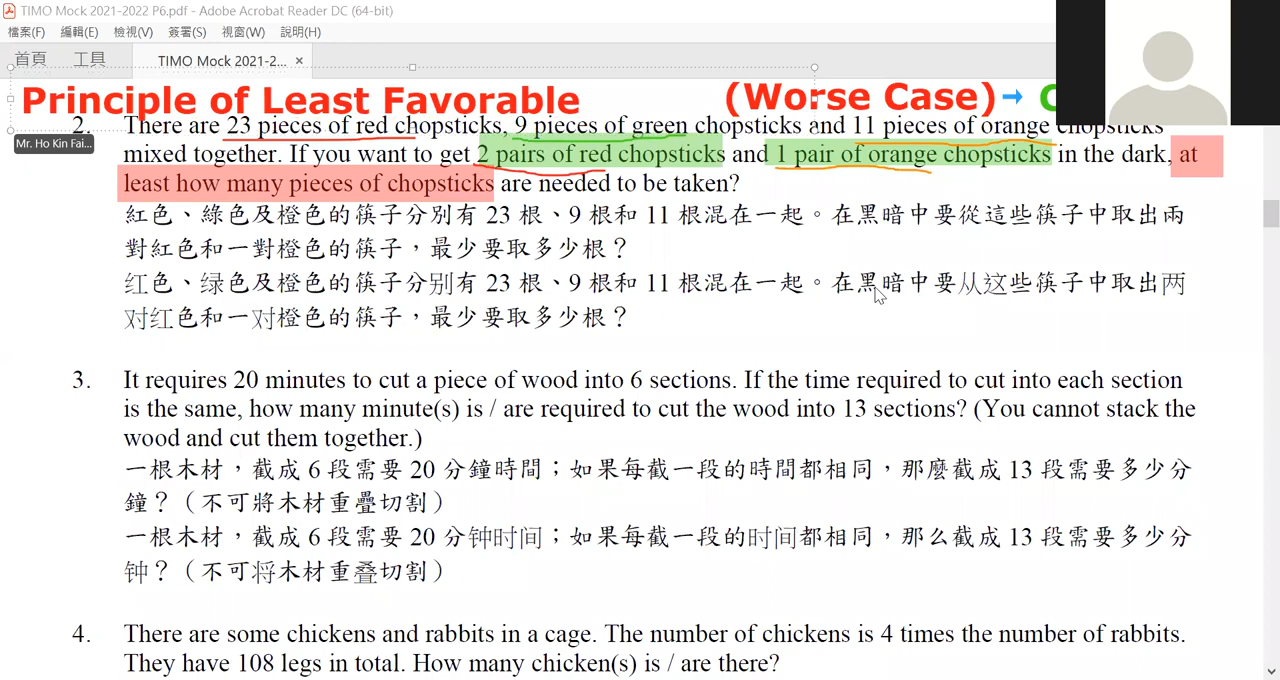 TIMO Mock 2021-2022 P6.pdf - Adobe Acrobat Reader DC (64-bit)
檔案(F) 編輯(E) 檢視(V) 簽署(S) 視窗(W) 說明(H)
首頁 工具 TIMO Mock 2021-2... ×
Principle of Least Favorable (Worse Case)→
2. There are 23 pieces of red chopsticks, 9 pieces of green chopsticks and 11 pieces of orange chopsticks
Mr. Ho Kin Fai...
mixed together. If you want to get 2 pairs of red chopsticks and 1 pair of orange chopsticks in the dark, at
least how many pieces of chopsticks are needed to be taken?
紅色、綠色及橙色的筷子分別有 23 根、9 根和 11 根混在一起。在黑暗中要從這些筷子中取出兩
對紅色和一對橙色的筷子，最少要取多少根？
红色、绿色及橙色的筷子分别有 23 根、9 根和 11 根混在一起。在黑暗中要从这些筷子中取出两
对红色和一对橙色的筷子，最少要取多少根？
3. It requires 20 minutes to cut a piece of wood into 6 sections. If the time required to cut into each section
is the same, how many minute(s) is / are required to cut the wood into 13 sections? (You cannot stack the
wood and cut them together.)
一根木材，截成 6 段需要 20 分鐘時間；如果每截一段的時間都相同，那麼截成 13 段需要多少分
鐘？（不可將木材重疊切割）
一根木材，截成 6 段需要 20 分钟时间；如果每截一段的时间都相同，那么截成 13 段需要多少分
钟？（不可将木材重叠切割）
4. There are some chickens and rabbits in a cage. The number of chickens is 4 times the number of rabbits.
They have 108 legs in total. How many chicken(s) is / are there?